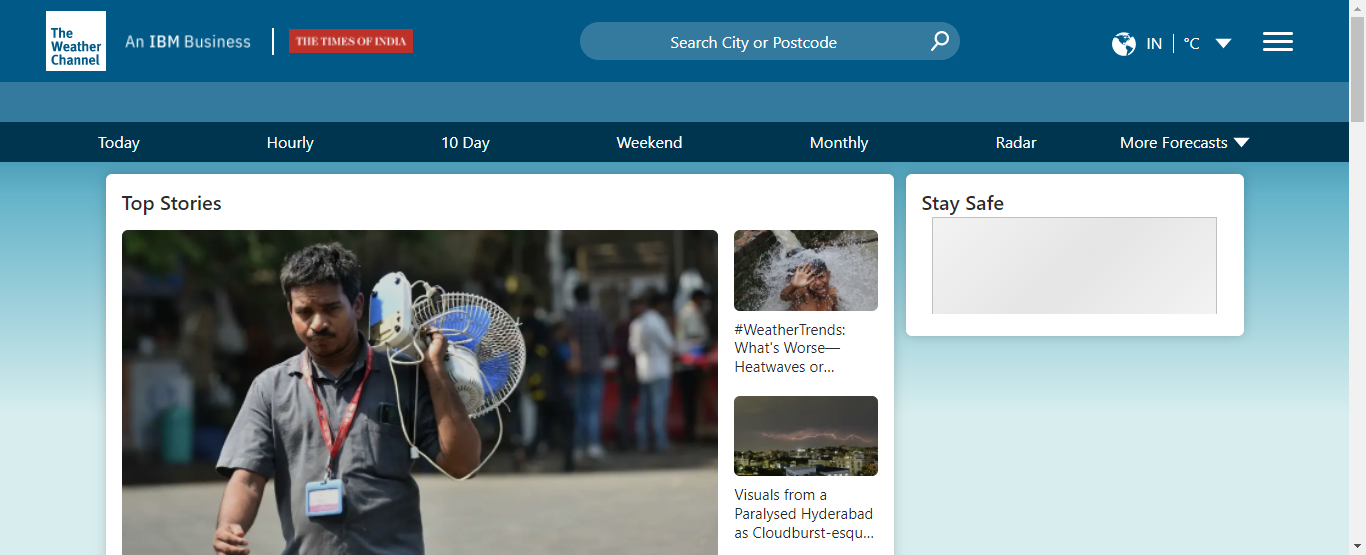 The
Weather
Channel
An IBM Business
THE TIMES OF INDIA
Search City or Postcode
IN
°C
Today
Hourly
10 Day
Weekend
Monthly
Radar
More Forecasts
Top Stories
#WeatherTrends:
What's Worse—
Heatwaves or...
Visuals from a
Paralysed Hyderabad
as Cloudburst-esqu...
Stay Safe